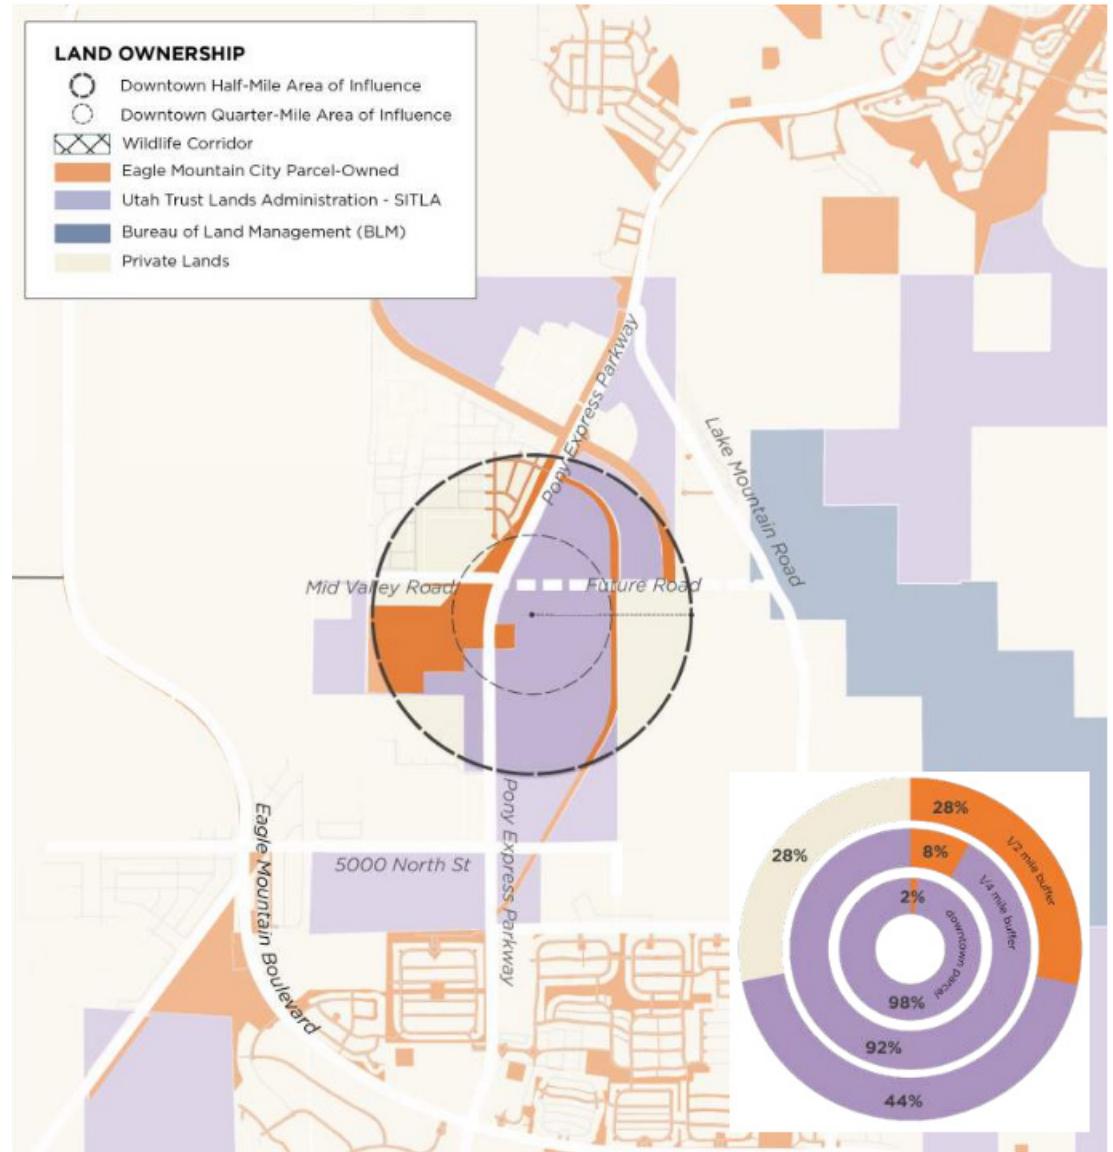 LAND OWNERSHIP
Downtown Half-Mile Area of Influence
Downtown Quarter-Mile Area of Influence
Wildlife Corridor
Eagle Mountain City Parcel-Owned
Utah Trust Lands Administration - SITLA
Bureau of Land Management (BLM)
Private Lands
Pony Express Parkway
Lake Mountain Road
Mid Valley Road
Future Road
Eagle Mountain Boulevard
5000 North St
Pony Express Parkway
28%
28%
1/2 mile buffer
8%
1/4 mile buffer
2%
downtown parcel
98%
92%
44%